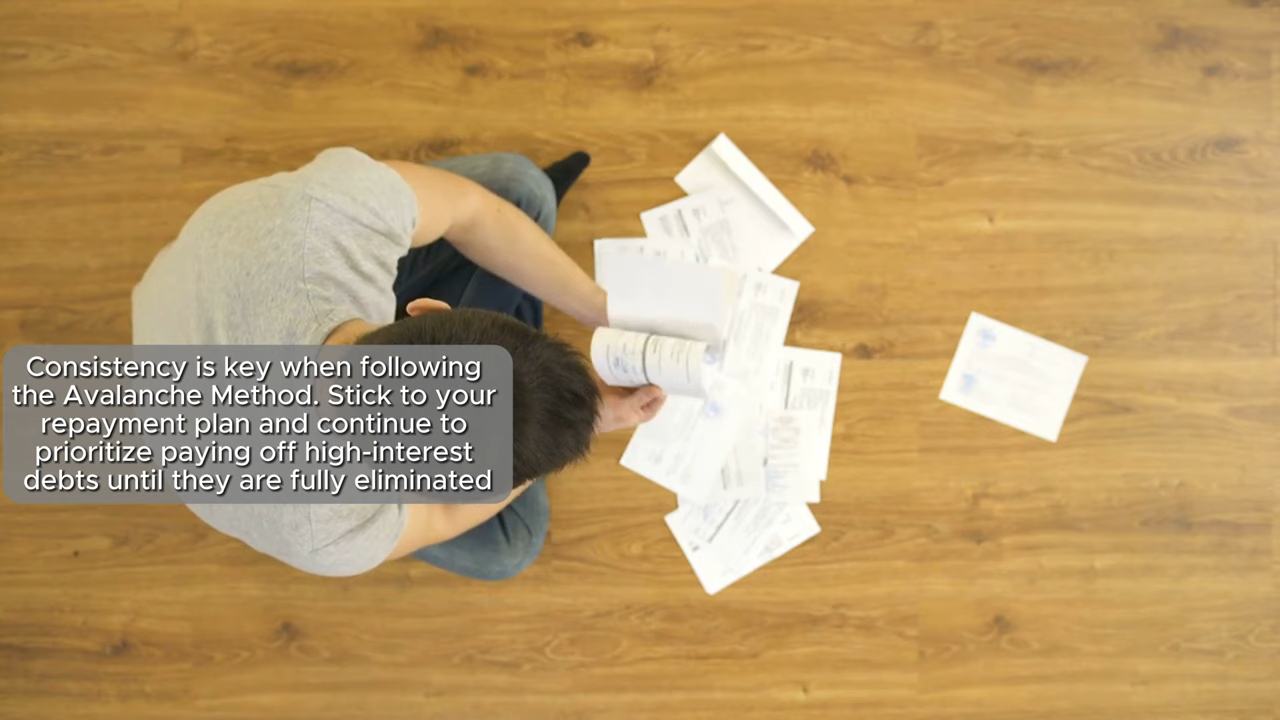 Consistency is key when following
the Avalanche Method. Stick to your
repayment plan and continue to
prioritize paying off high-interest
debts until they are fully eliminated